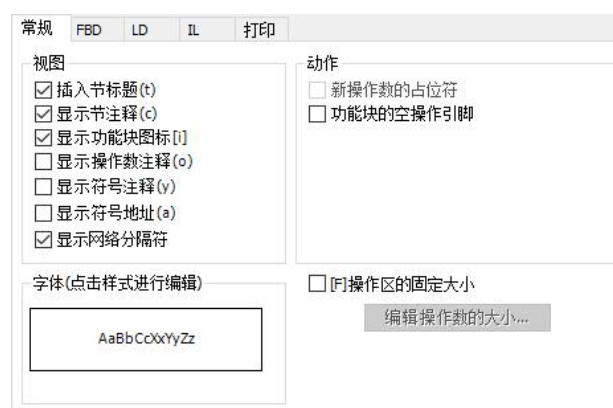 常规 FBD LD IL 打印
视图
插入节标题(t)
显示节注释(c)
显示功能块图标[i]
显示操作数注释(o)
显示符号注释(y)
显示符号地址(a)
显示网络分隔符
动作
新操作数的占位符
功能块的空操作引脚
字体(点击样式进行编辑)
AaBbCcXxYyZz
[F]操作区的固定大小
编辑操作数的大小...